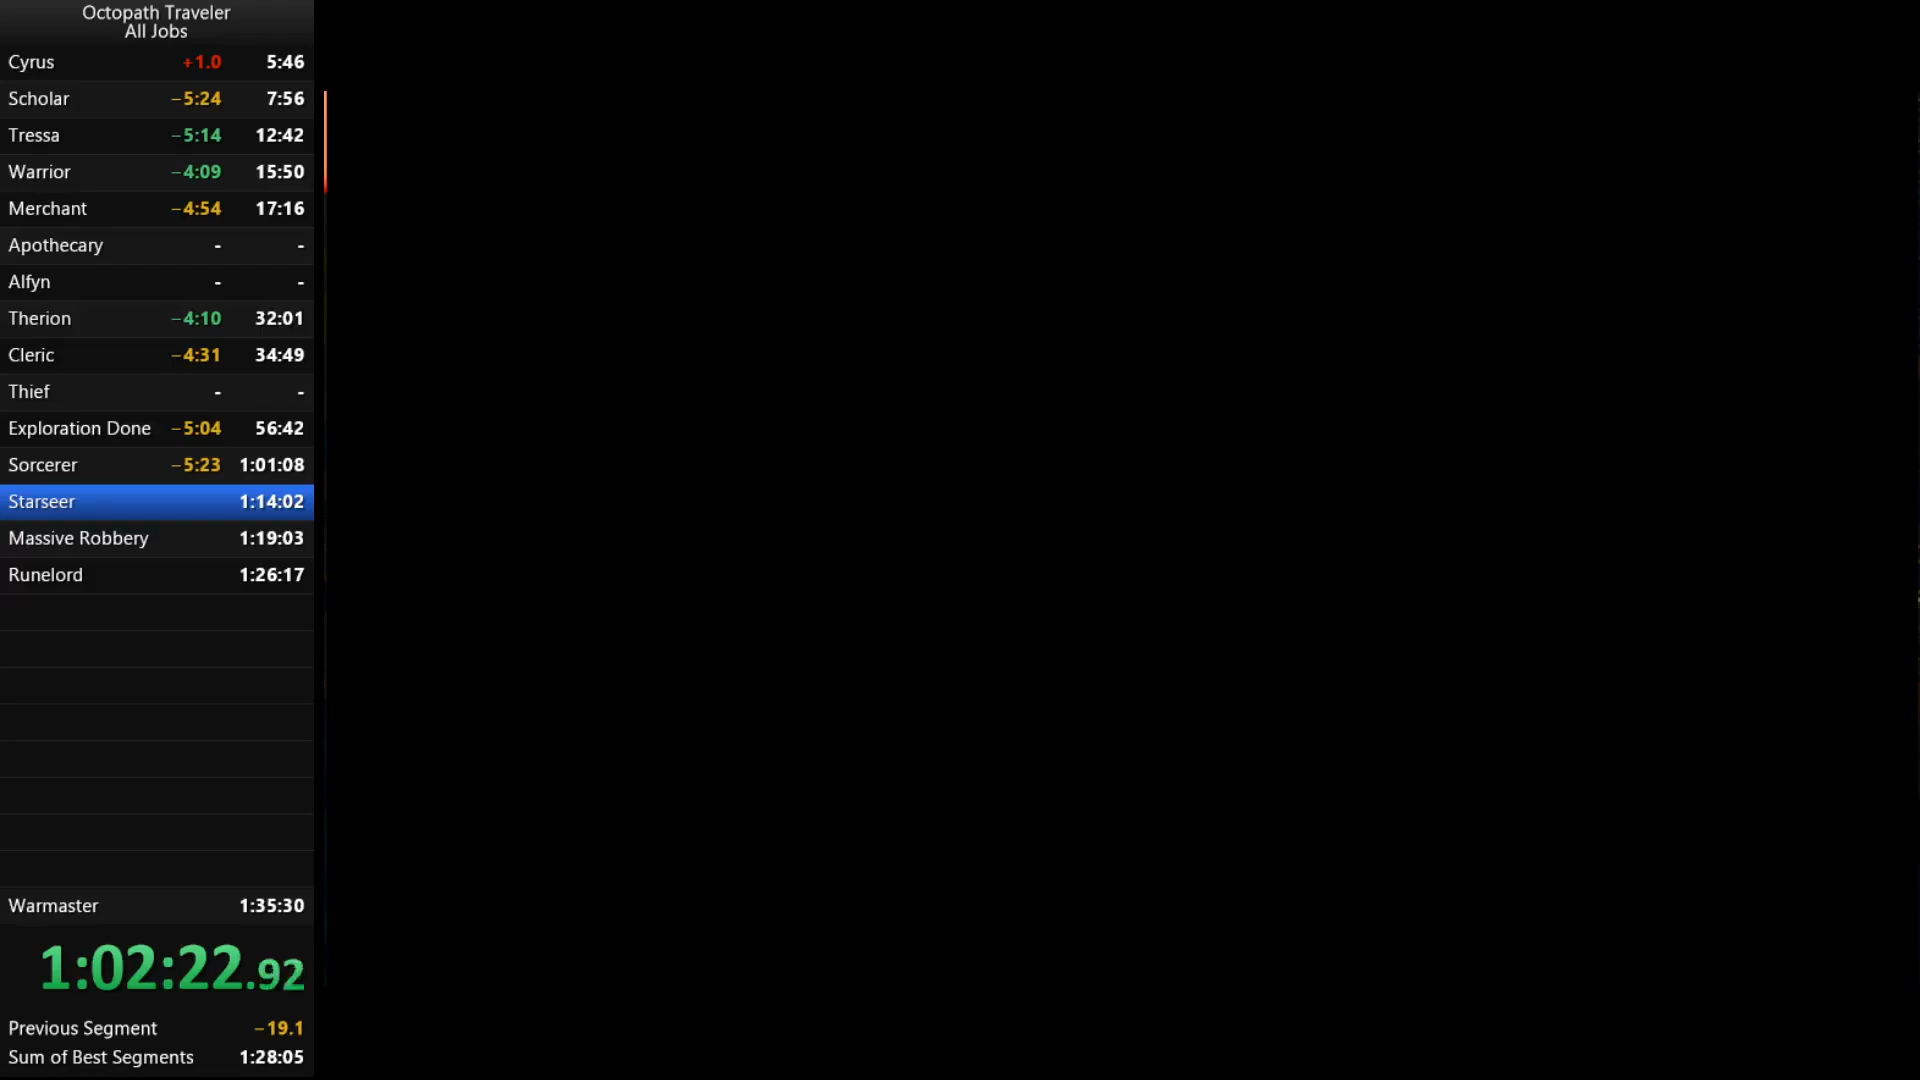 Octopath Traveler
All Jobs
Cyrus +1.0 5:46
Scholar −5:24 7:56
Tressa −5:14 12:42
Warrior −4:09 15:50
Merchant −4:54 17:16
Apothecary - -
Alfyn - -
Therion −4:10 32:01
Cleric −4:31 34:49
Thief - -
Exploration Done −5:04 56:42
Sorcerer −5:23 1:01:08
Starseer 1:14:02
Massive Robbery 1:19:03
Runelord 1:26:17
Warmaster 1:35:30
1:02:22.92
Previous Segment −19.1
Sum of Best Segments 1:28:05